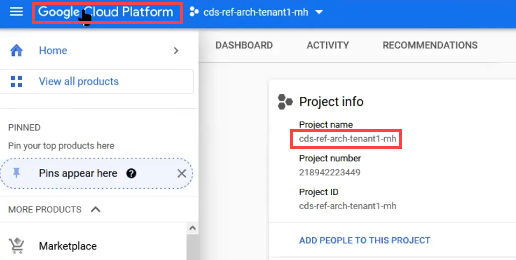 Google Cloud Platform
cds-ref-arch-tenant1-mh
Home
View all products
PINNED
Pin your top products here
Pins appear here
MORE PRODUCTS
Marketplace
DASHBOARD
ACTIVITY
RECOMMENDATIONS
Project info
Project name
cds-ref-arch-tenant1-mh
Project number
218942223449
Project ID
cds-ref-arch-tenant1-mh
ADD PEOPLE TO THIS PROJECT